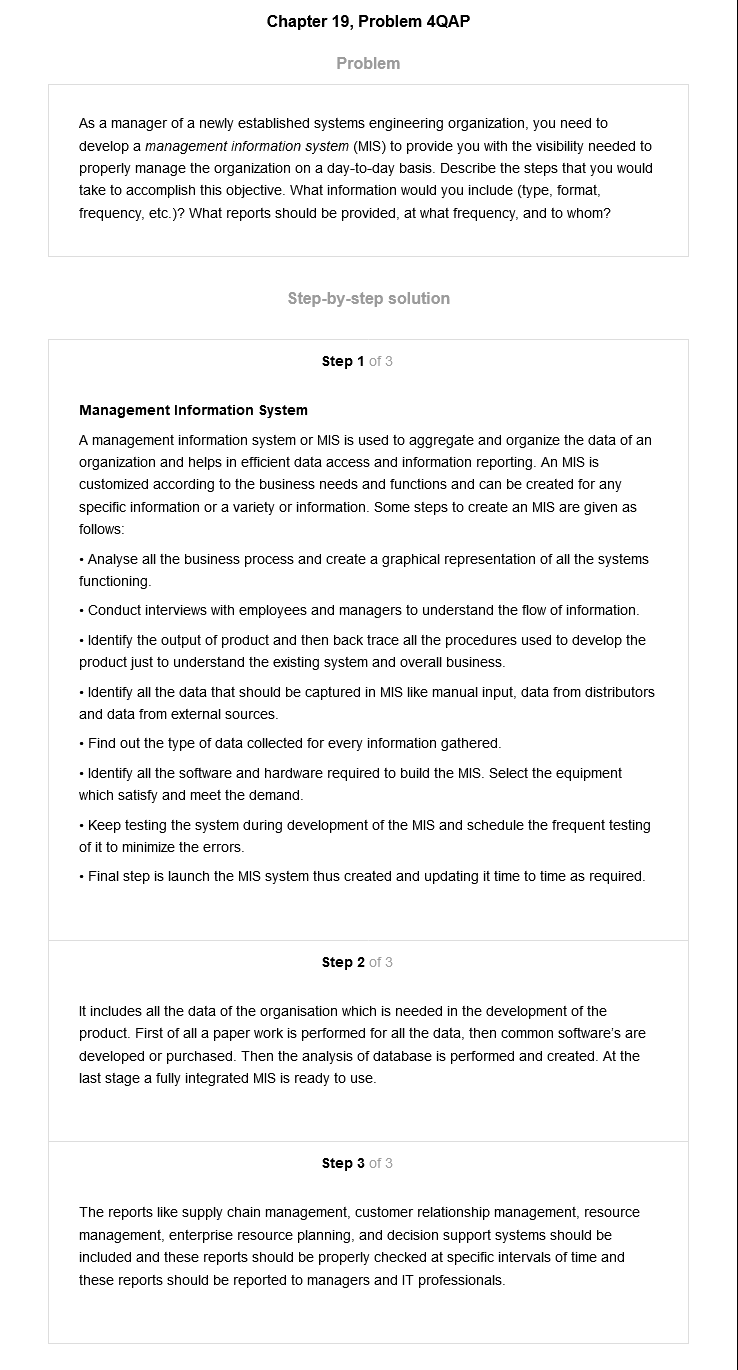 Chapter 19, Problem 4QAP
Problem
As a manager of a newly established systems engineering organization, you need to
develop a management information system (MIS) to provide you with the visibility needed to
properly manage the organization on a day-to-day basis. Describe the steps that you would
take to accomplish this objective. What information would you include (type, format,
frequency, etc.)? What reports should be provided, at what frequency, and to whom?
Step-by-step solution
Step 1 of 3
Management Information System
A management information system or MIS is used to aggregate and organize the data of an
organization and helps in efficient data access and information reporting. An MIS is
customized according to the business needs and functions and can be created for any
specific information or a variety or information. Some steps to create an MIS are given as
follows:
• Analyse all the business process and create a graphical representation of all the systems
functioning.
• Conduct interviews with employees and managers to understand the flow of information.
• Identify the output of product and then back trace all the procedures used to develop the
product just to understand the existing system and overall business.
• Identify all the data that should be captured in MIS like manual input, data from distributors
and data from external sources.
• Find out the type of data collected for every information gathered.
• Identify all the software and hardware required to build the MIS. Select the equipment
which satisfy and meet the demand.
• Keep testing the system during development of the MIS and schedule the frequent testing
of it to minimize the errors.
• Final step is launch the MIS system thus created and updating it time to time as required.
Step 2 of 3
It includes all the data of the organisation which is needed in the development of the
product. First of all a paper work is performed for all the data, then common software's are
developed or purchased. Then the analysis of database is performed and created. At the
last stage a fully integrated MIS is ready to use.
Step 3 of 3
The reports like supply chain management, customer relationship management, resource
management, enterprise resource planning, and decision support systems should be
included and these reports should be properly checked at specific intervals of time and
these reports should be reported to managers and IT professionals.